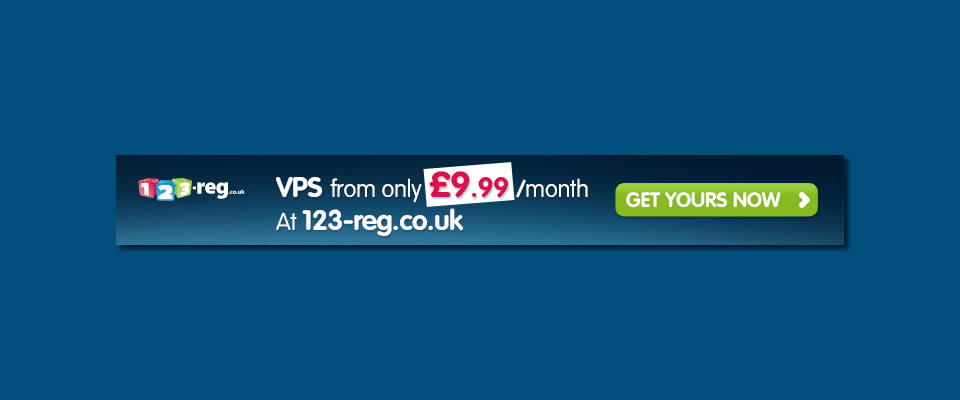 123-reg.co.uk
VPS from only £9.99/month
At 123-reg.co.uk
GET YOURS NOW